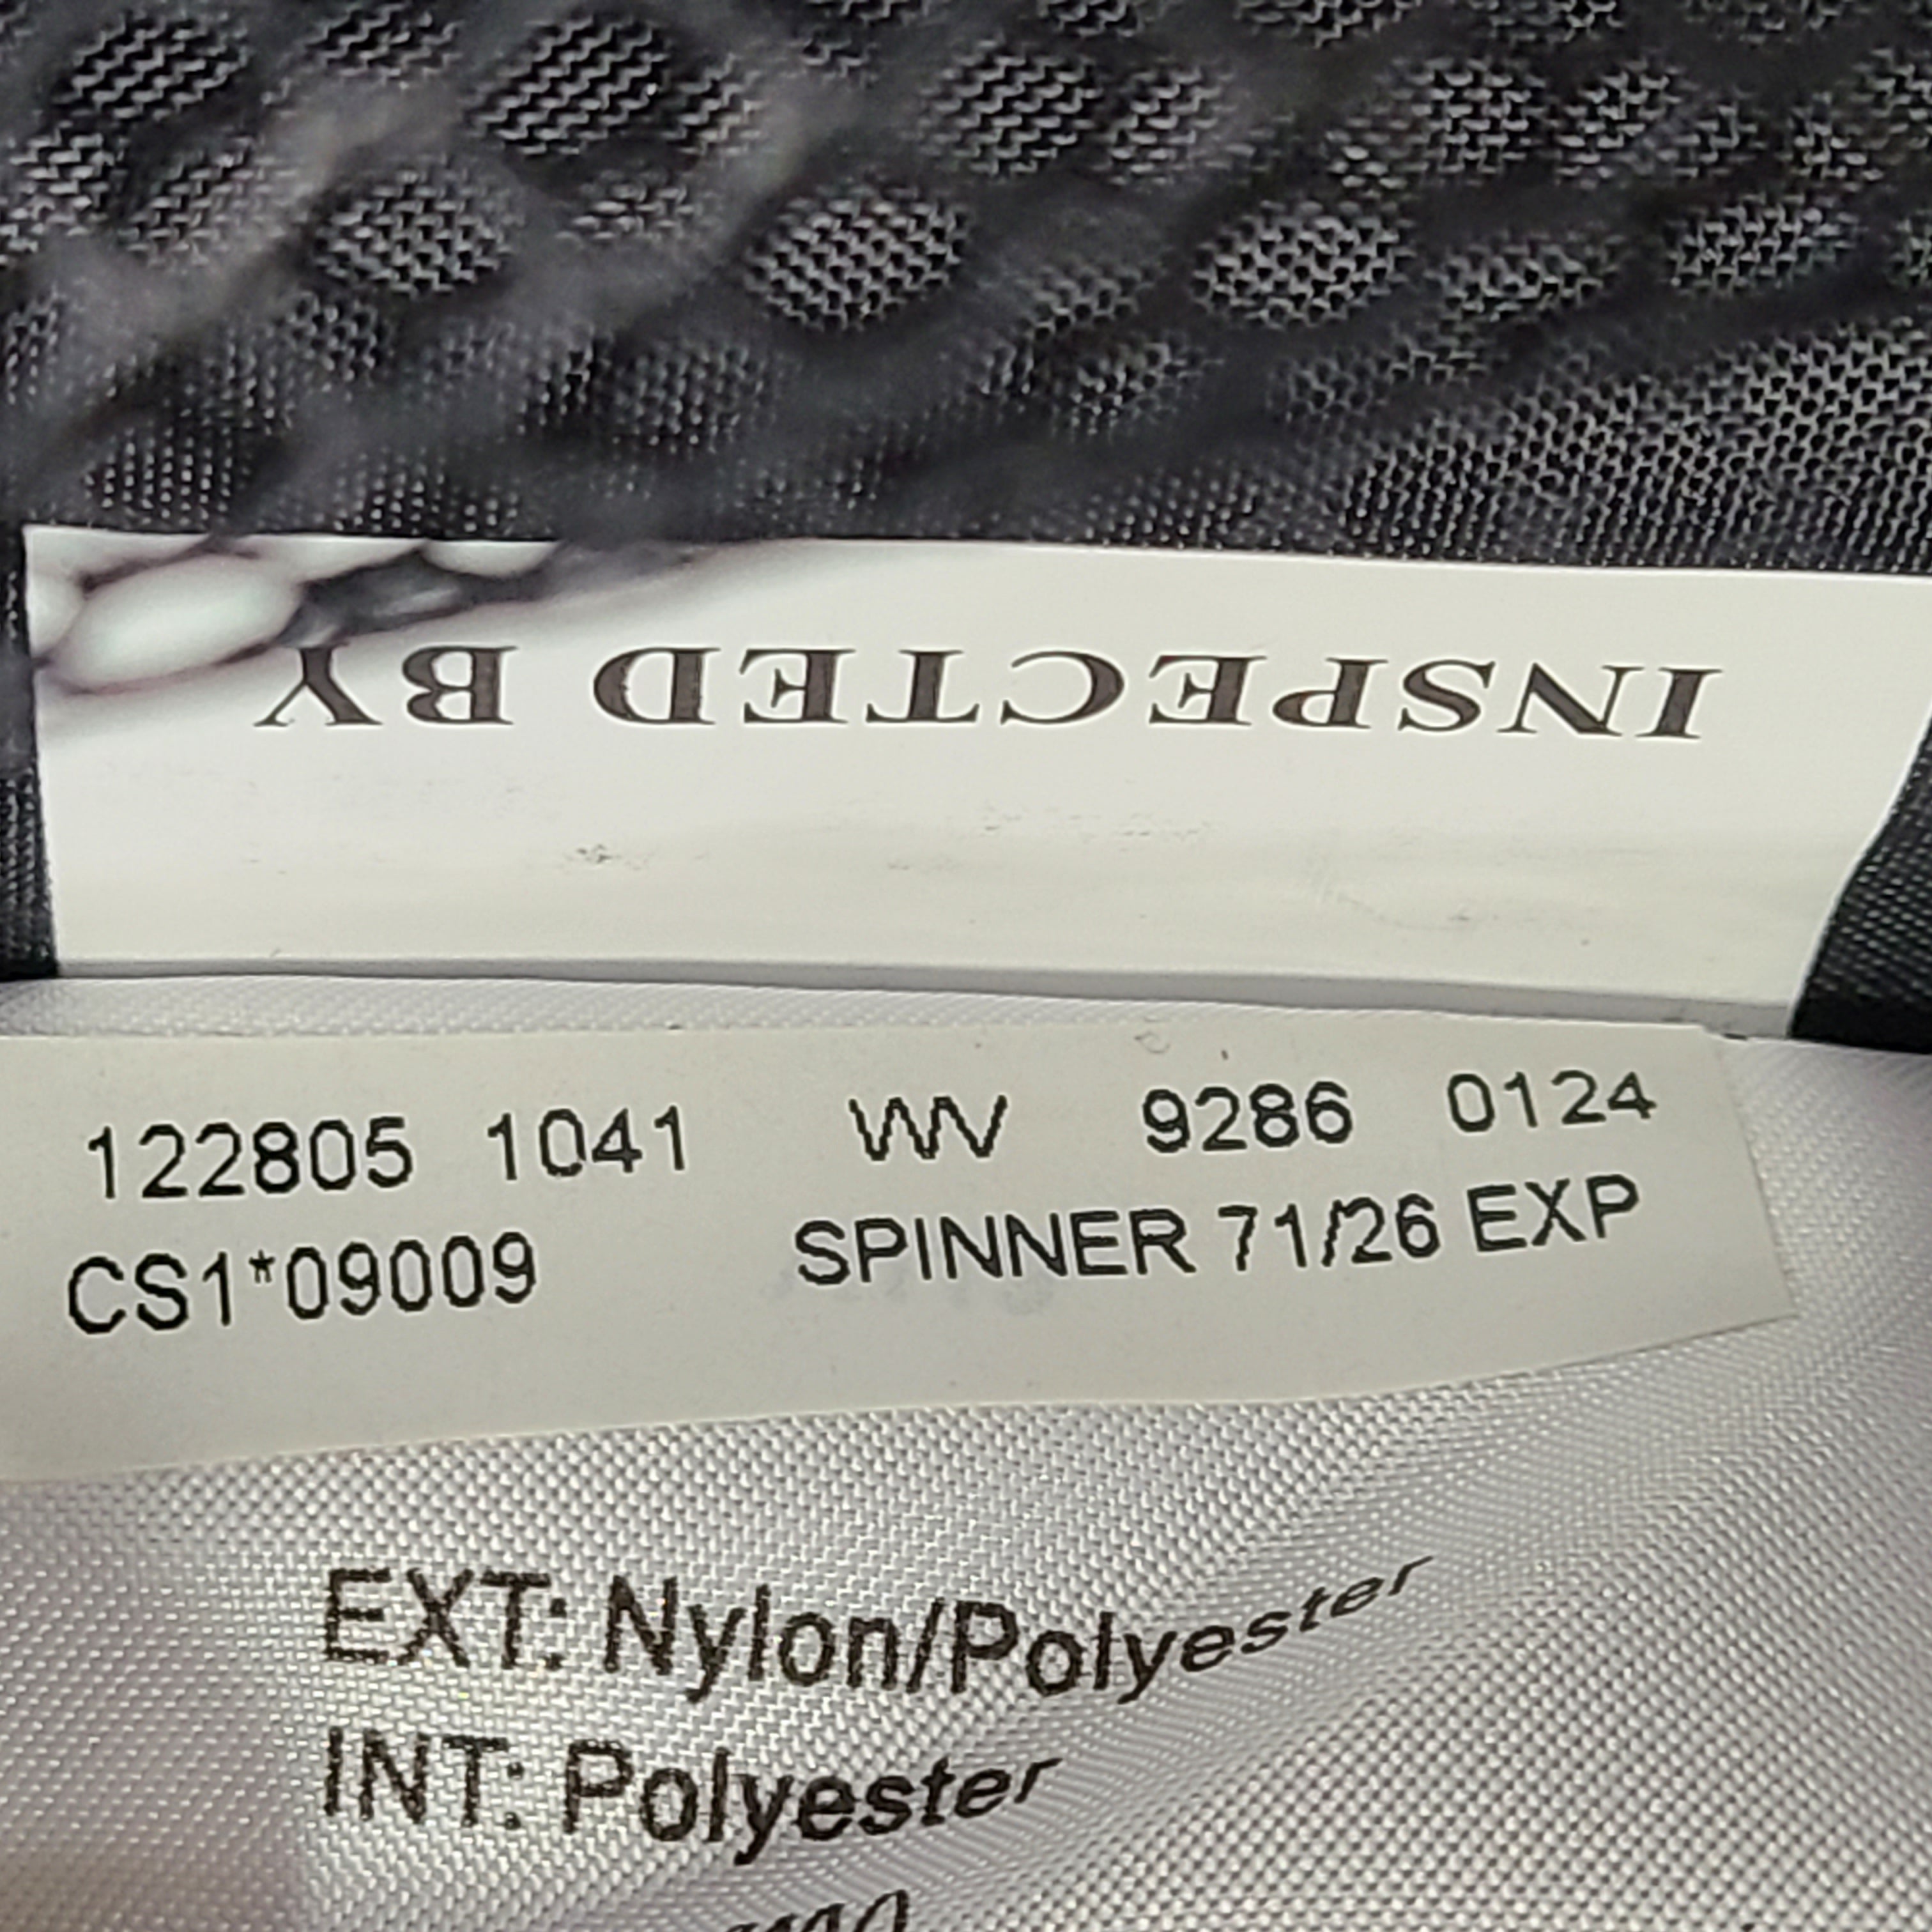 INSPECTED BY
122805 1041 WV 9286 0124
CS1*09009 SPINNER 71/26 EXP
EXT: Nylon/Polyester
INT: Polyester